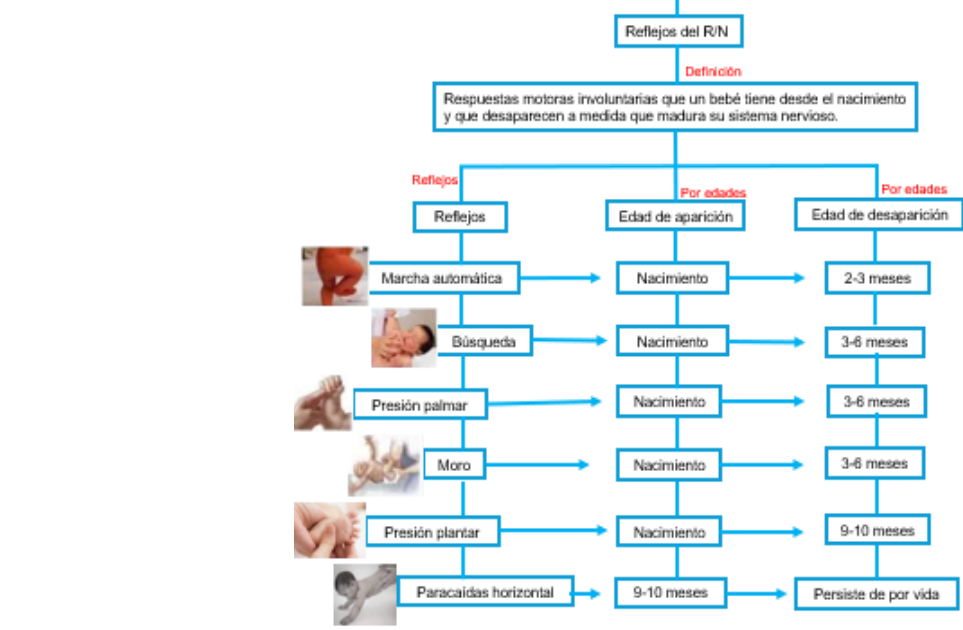 Reflejos del R/N
Definición
Respuestas motoras involuntarias que un bebé tiene desde el nacimiento
y que desaparecen a medida que madura su sistema nervioso.
Reflejos
Por edades
Por edades
Reflejos
Edad de aparición
Edad de desaparición
Marcha automática
Nacimiento
2-3 meses
Búsqueda
Nacimiento
3-6 meses
Presión palmar
Nacimiento
3-6 meses
Moro
Nacimiento
3-6 meses
Presión plantar
Nacimiento
9-10 meses
Paracaídas horizontal
9-10 meses
Persiste de por vida